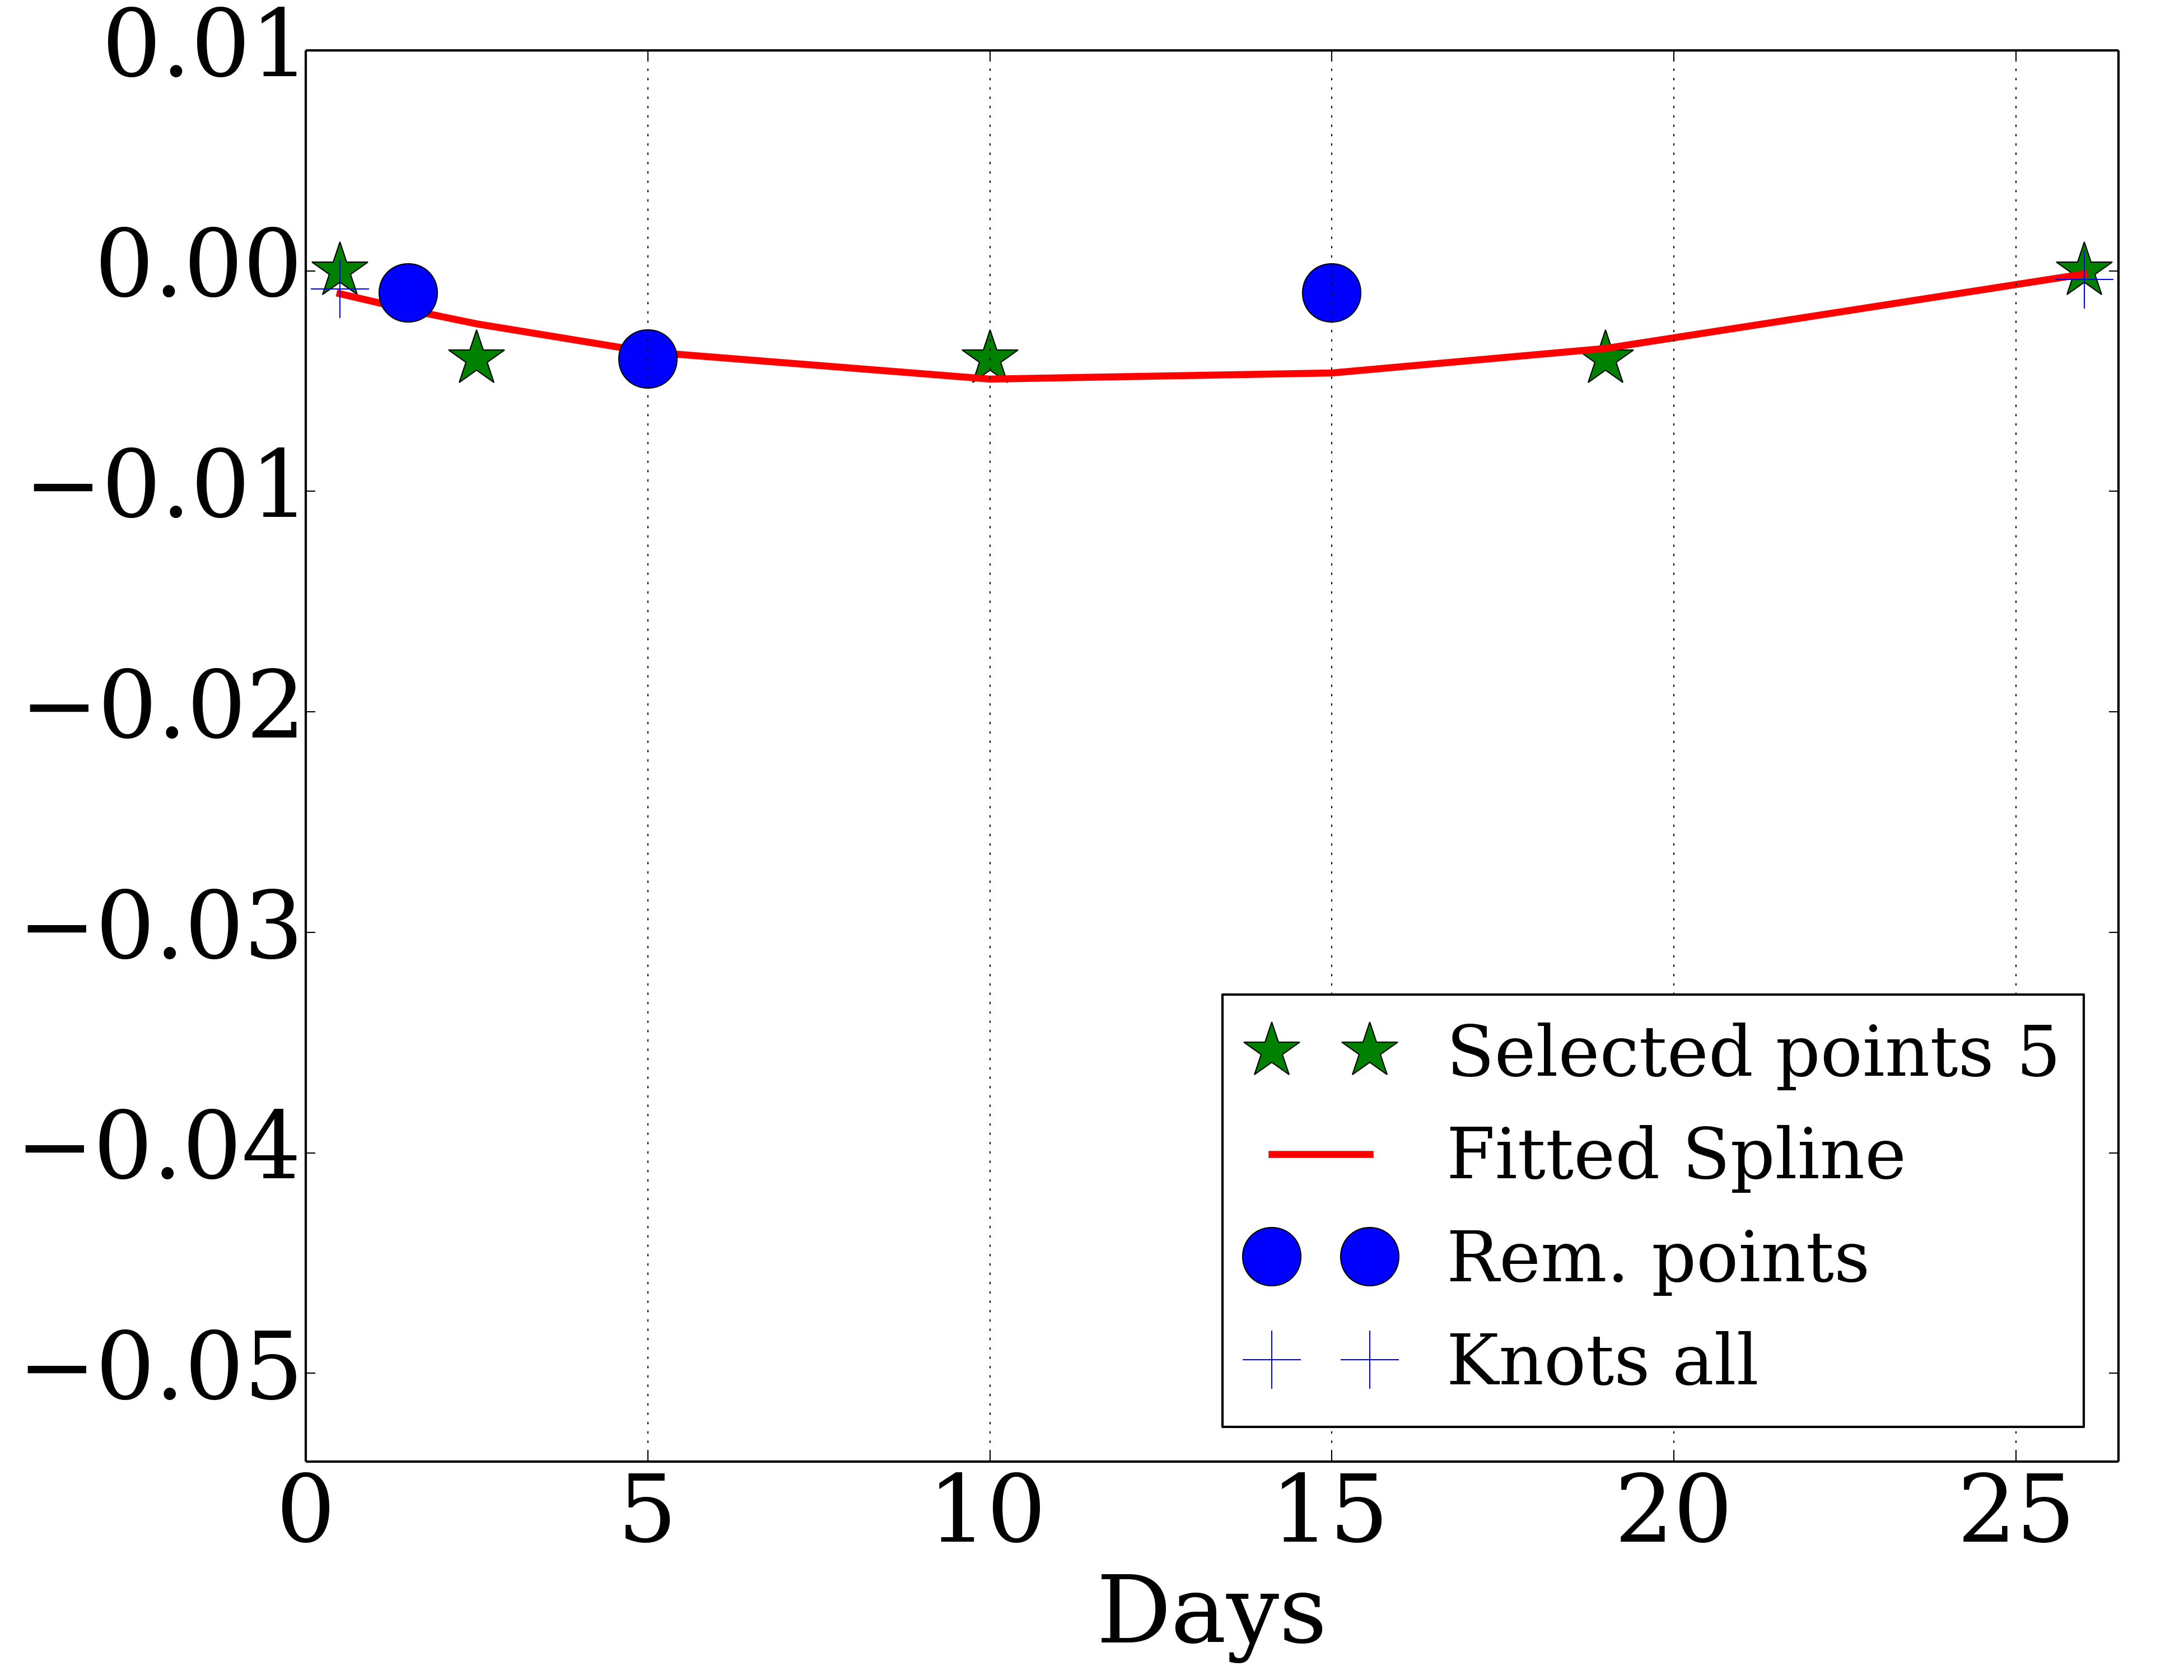 0.01
0.00
−0.01
−0.02
−0.03
−0.04
−0.05
Selected points 5
Fitted Spline
Rem. points
Knots all
0 5 10 15 20 25
Days